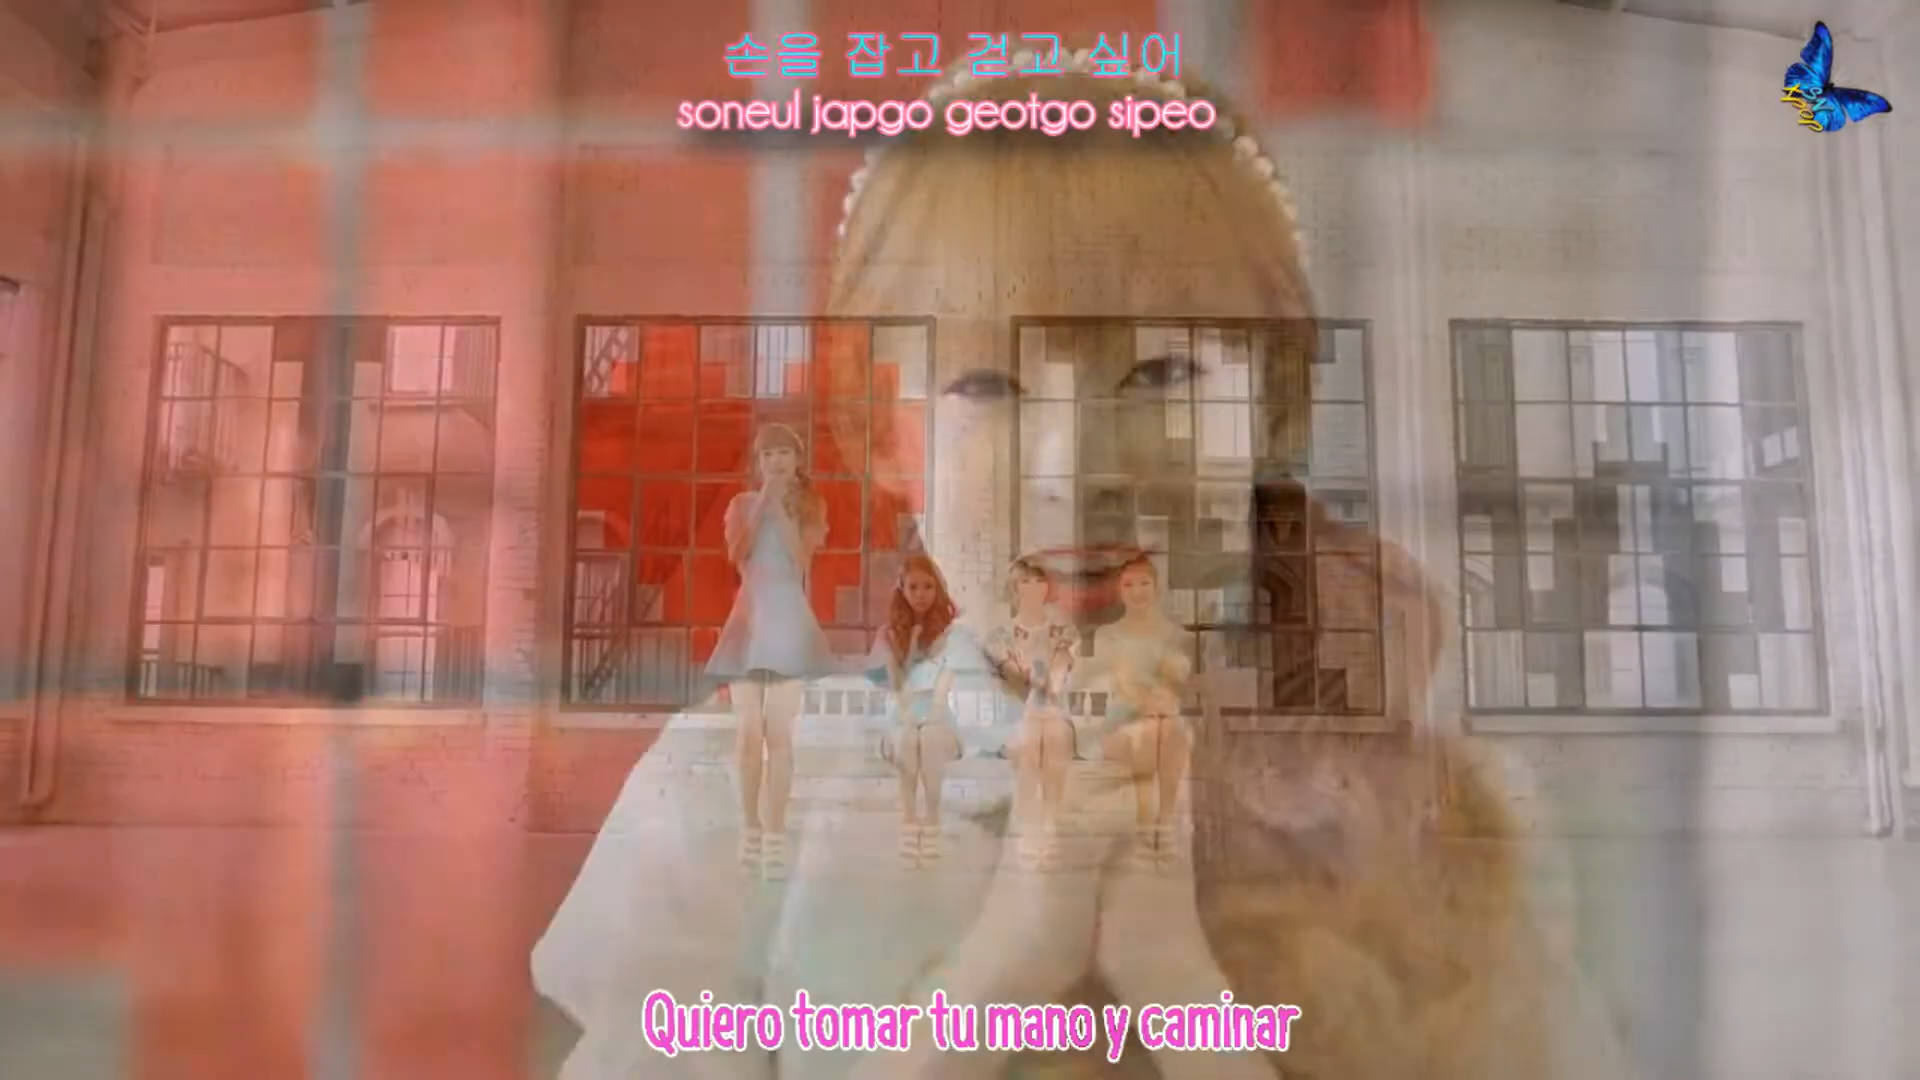 손을 잡고 걷고 싶어
soneul japgo geotgo sipeo
Quiero tomar tu mano y caminar